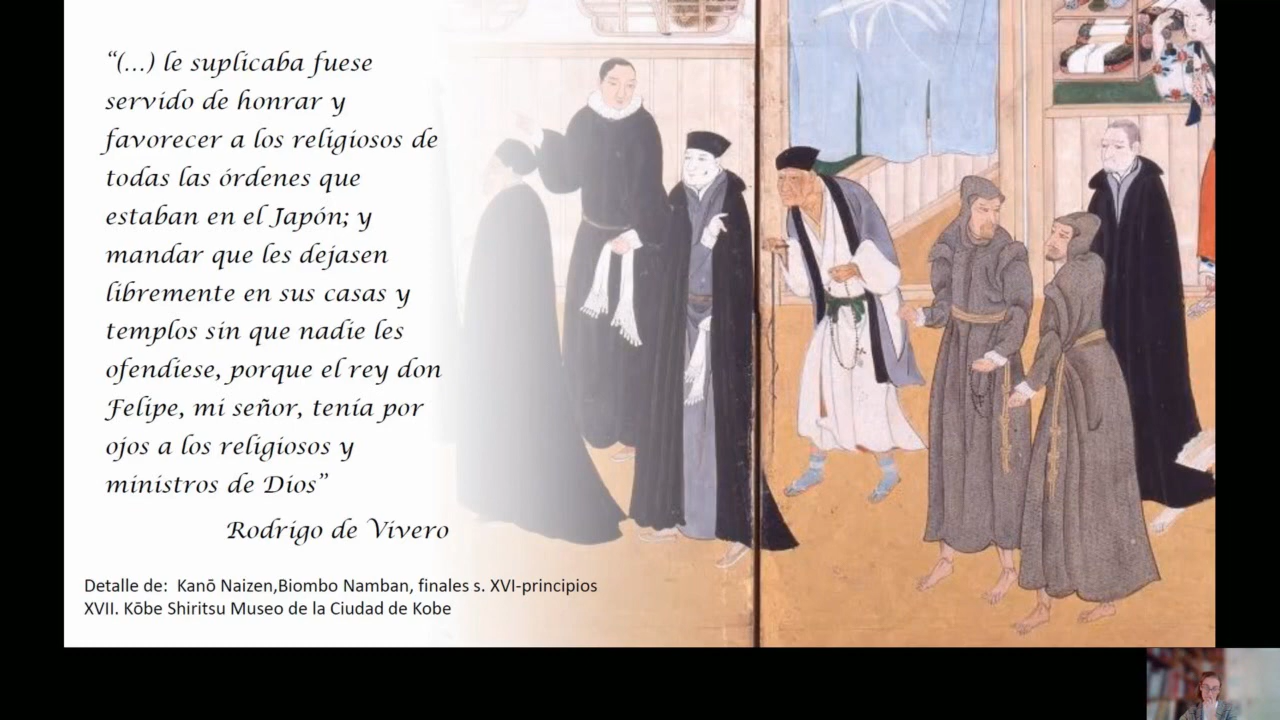 “(...) le suplicaba fuese
servido de honrar y
favorecer a los religiosos de
todas las órdenes que
estaban en el Japón; y
mandar que les dejasen
libremente en sus casas y
templos sin que nadie les
ofendiese, porque el rey don
Felipe, mi señor, tenía por
ojos a los religiosos y
ministros de Dios”
Rodrigo de Vivero
Detalle de: Kanō Naizen,Biombo Namban, finales s. XVI-principios
XVII. Kōbe Shiritsu Museo de la Ciudad de Kobe